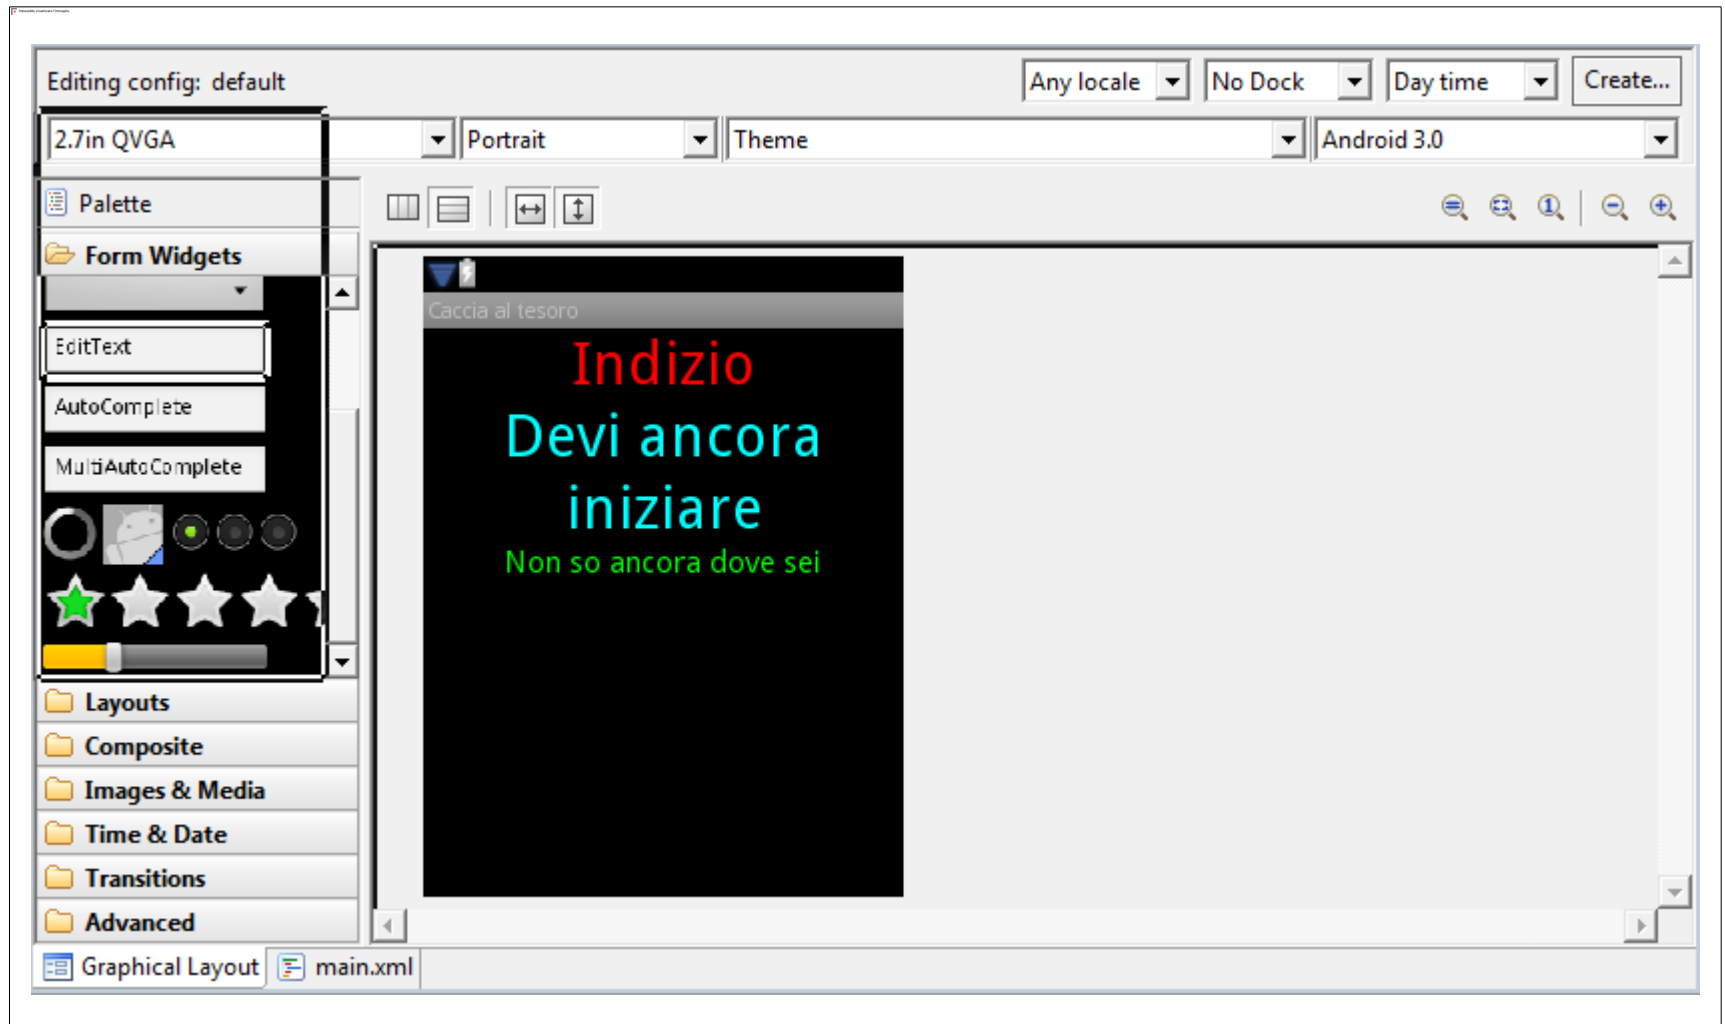 Editing config: default
Any locale
No Dock
Day time
Create...
2.7in QVGA
Portrait
Theme
Android 3.0
Palette
Form Widgets
EditText
AutoComplete
MultiAutoComplete
Layouts
Composite
Images & Media
Time & Date
Transitions
Advanced
Caccia al tesoro
Indizio
Devi ancora
iniziare
Non so ancora dove sei
Graphical Layout
main.xml